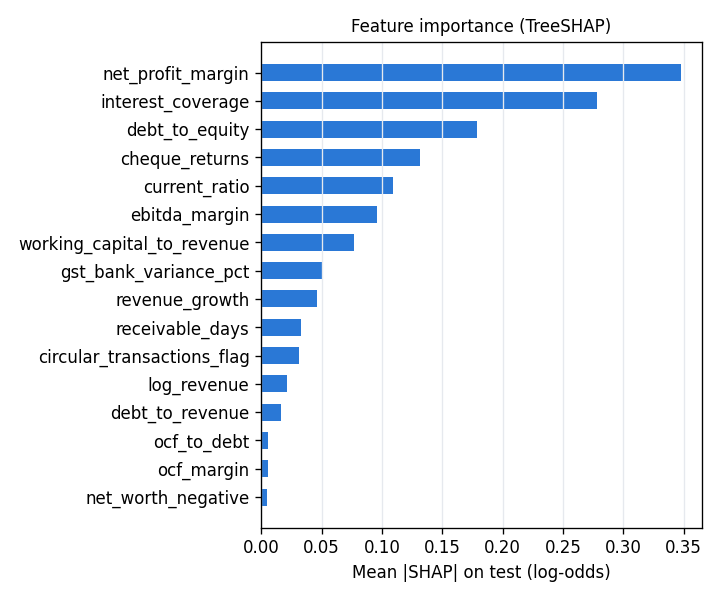 Feature importance (TreeSHAP)
net_profit_margin
interest_coverage
debt_to_equity
cheque_returns
current_ratio
ebitda_margin
working_capital_to_revenue
gst_bank_variance_pct
revenue_growth
receivable_days
circular_transactions_flag
log_revenue
debt_to_revenue
ocf_to_debt
ocf_margin
net_worth_negative
0.00 0.05 0.10 0.15 0.20 0.25 0.30 0.35
Mean |SHAP| on test (log-odds)